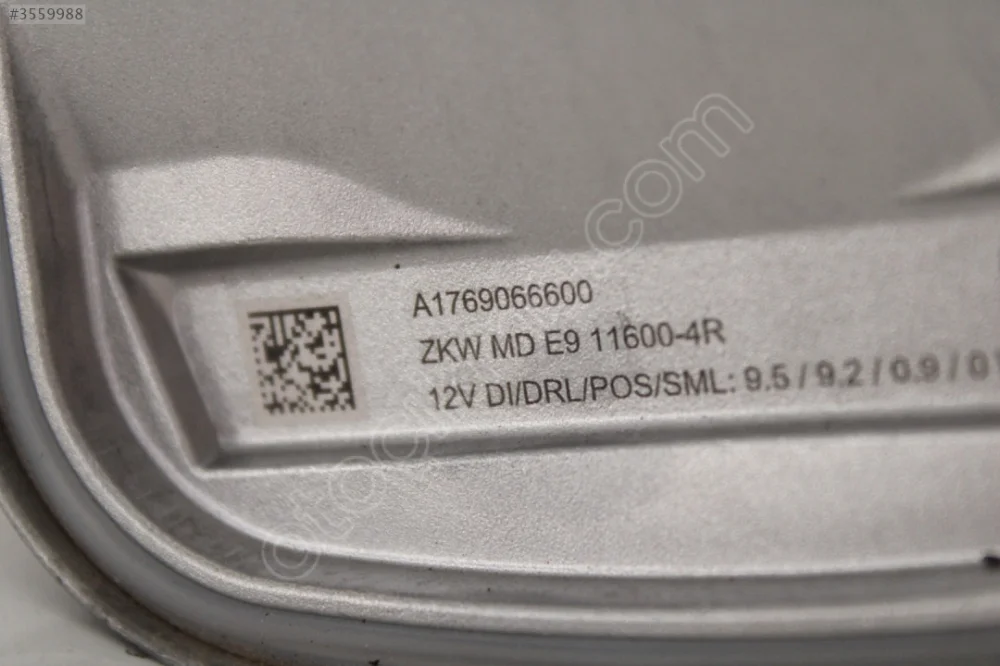 #3559988
A1769066600
ZKW MD E9 11600-4R
12V DI/DRL/POS/SML: 9.5 / 9.2 / 0.9 / 0